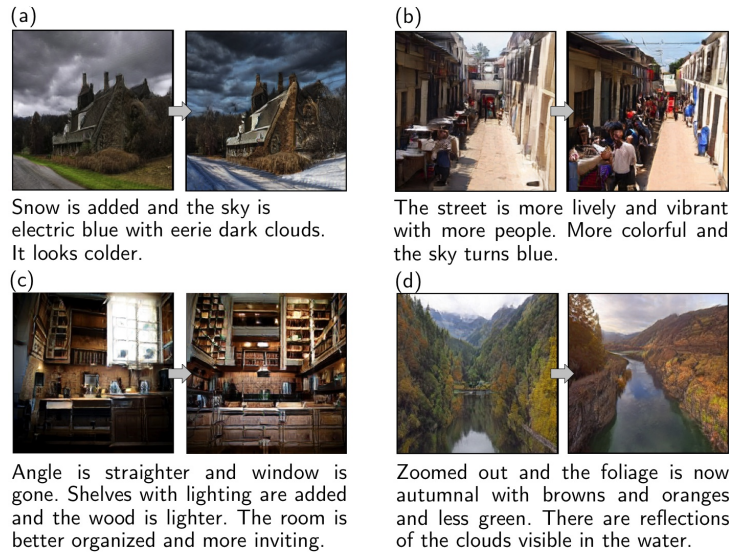 (a)
Snow is added and the sky is
electric blue with eerie dark clouds.
It looks colder.
(b)
The street is more lively and vibrant
with more people. More colorful and
the sky turns blue.
(c)
Angle is straighter and window is
gone. Shelves with lighting are added
and the wood is lighter. The room is
better organized and more inviting.
(d)
Zoomed out and the foliage is now
autumnal with browns and oranges
and less green. There are reflections
of the clouds visible in the water.